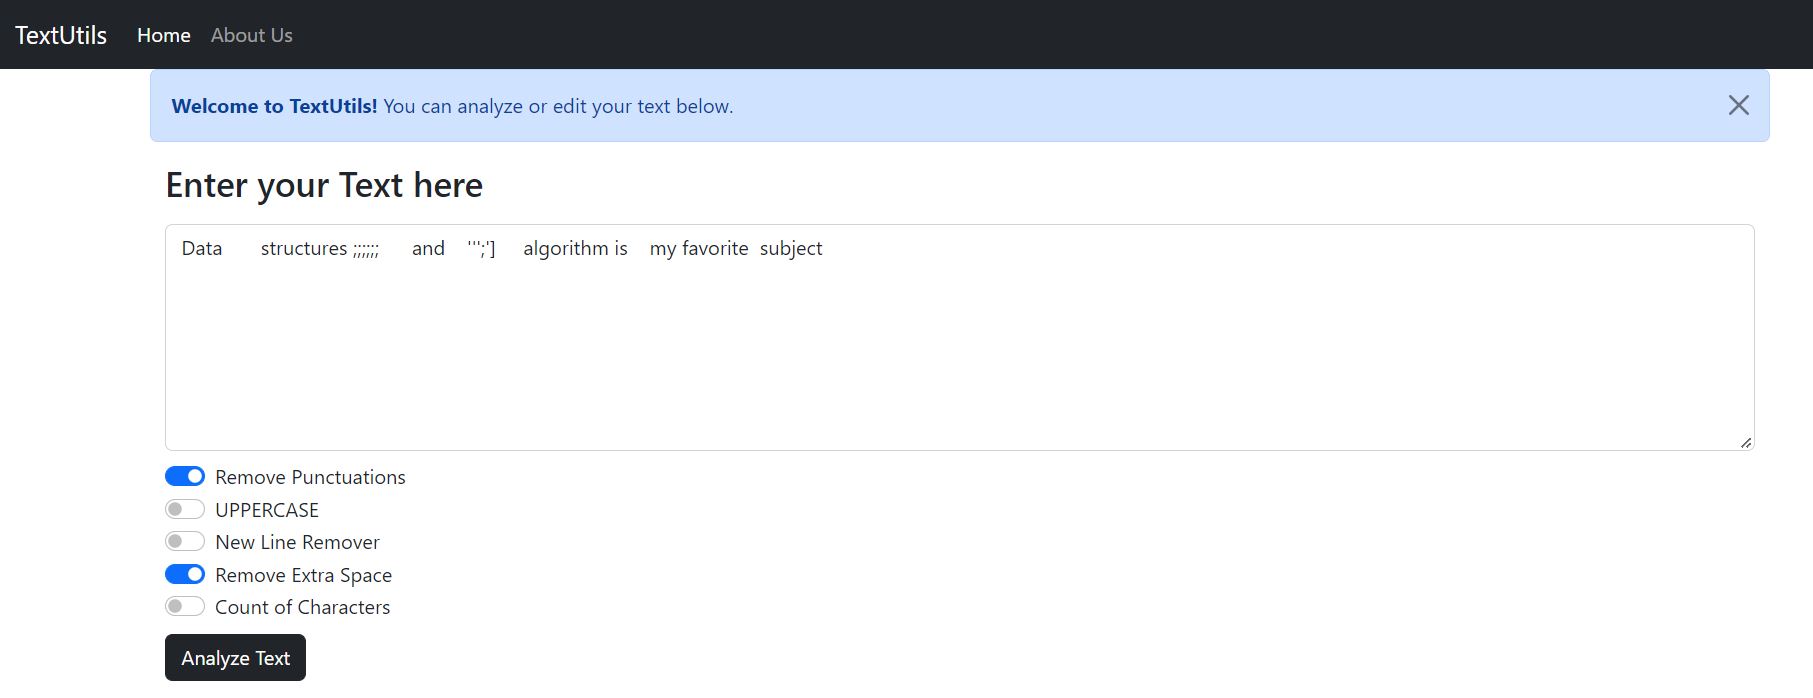 TextUtils Home About Us
Welcome to TextUtils! You can analyze or edit your text below.
Enter your Text here
Data       structures ;;;;;;      and    ''';']     algorithm is    my favorite  subject
Remove Punctuations
UPPERCASE
New Line Remover
Remove Extra Space
Count of Characters
Analyze Text